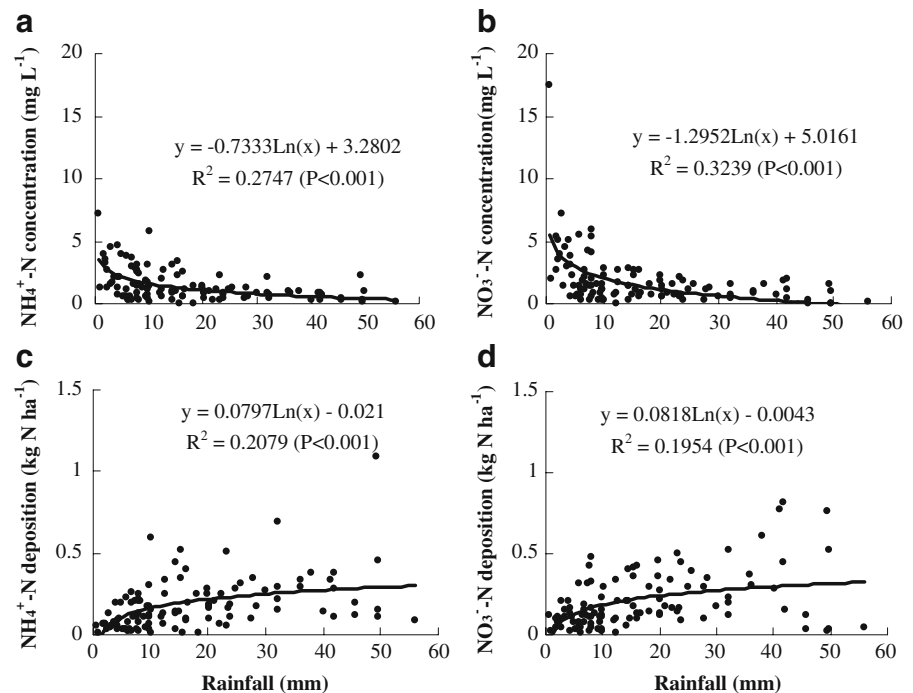 a
NH₄⁺-N concentration (mg L⁻¹)
20
15
10
5
0
y = -0.7333Ln(x) + 3.2802
R² = 0.2747 (P<0.001)
0 10 20 30 40 50 60
b
NO₃⁻-N concentration(mg L⁻¹)
20
15
10
5
0
y = -1.2952Ln(x) + 5.0161
R² = 0.3239 (P<0.001)
0 10 20 30 40 50 60
c
NH₄⁺-N deposition (kg N ha⁻¹)
1.5
1
0.5
0
y = 0.0797Ln(x) - 0.021
R² = 0.2079 (P<0.001)
0 10 20 30 40 50 60
Rainfall (mm)
d
NO₃⁻-N deposition (kg N ha⁻¹)
1.5
1
0.5
0
y = 0.0818Ln(x) - 0.0043
R² = 0.1954 (P<0.001)
0 10 20 30 40 50 60
Rainfall (mm)